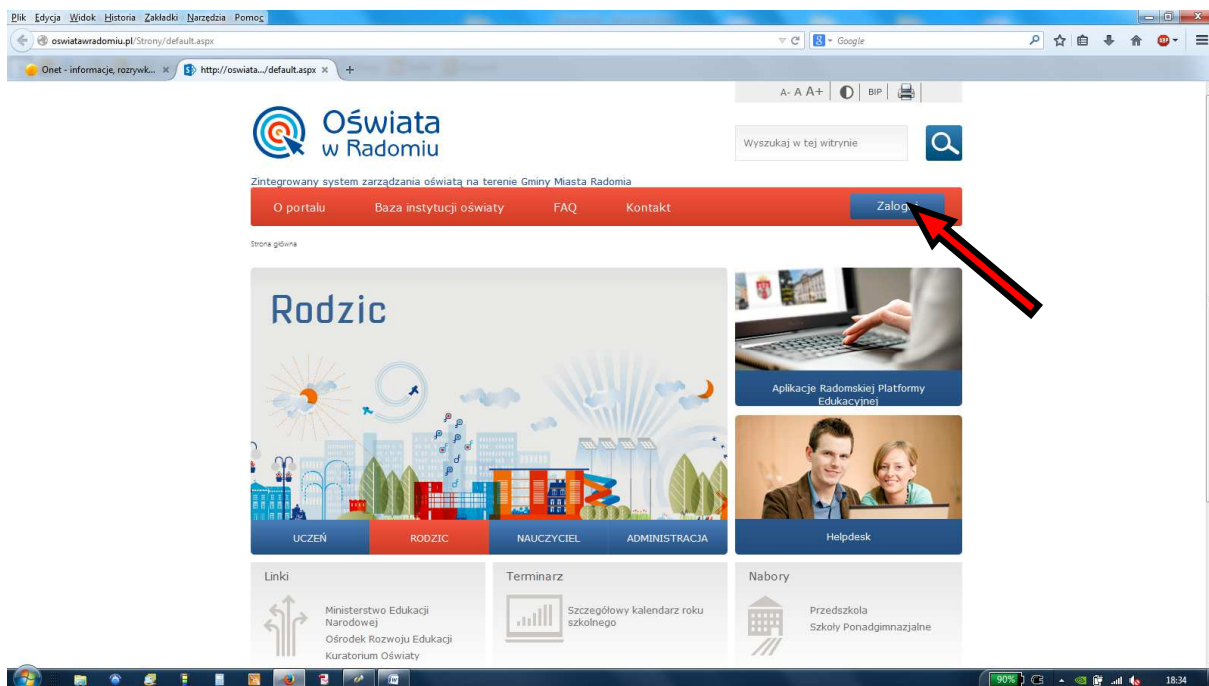 Plik Edycja Widok Historia Zakładki Narzędzia Pomoc
oswiatawradomiu.pl/Strony/default.aspx
Google
Onet - informacje, rozrywk...
http://oswiata.../default.aspx
A- A A+ BIP
Oświata
w Radomiu
Wyszukaj w tej witrynie
Zintegrowany system zarządzania oświatą na terenie Gminy Miasta Radomia
O portalu Baza instytucji oświaty FAQ Kontakt Zaloguj
Strona główna
Rodzic
Aplikacje Radomskiej Platformy
Edukacyjnej
UCZEŃ RODZIC NAUCZYCIEL ADMINISTRACJA
Helpdesk
Linki
Ministerstwo Edukacji
Narodowej
Ośrodek Rozwoju Edukacji
Kuratorium Oświaty
Terminarz
Szczegółowy kalendarz roku
szkolnego
Nabory
Przedszkola
Szkoły Ponadgimnazjalne
90%
18:34